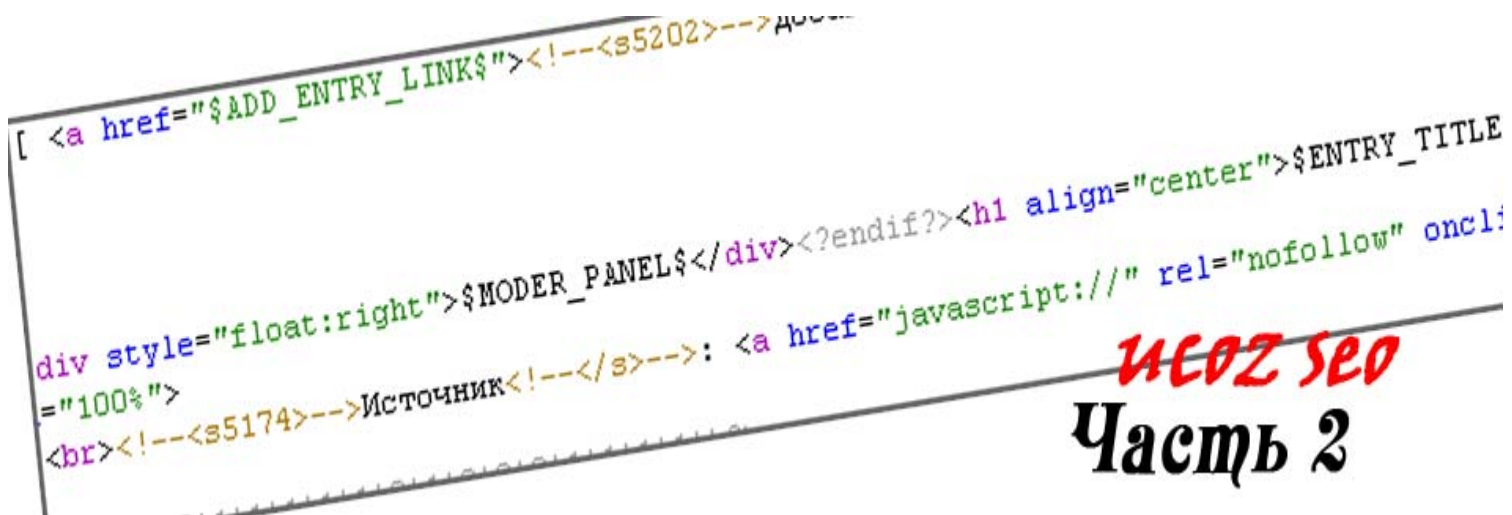 [ <a href="$ADD_ENTRY_LINK$"><!--<s5202>-->
div style="float:right">$MODER_PANEL$</div><?endif?><h1 align="center">$ENTRY_TITLE
="100%">
<br><!--<s5174>-->Источник<!--</s>-->: <a href="javascript://" rel="nofollow" oncli
UCOZ SEO
Часть 2